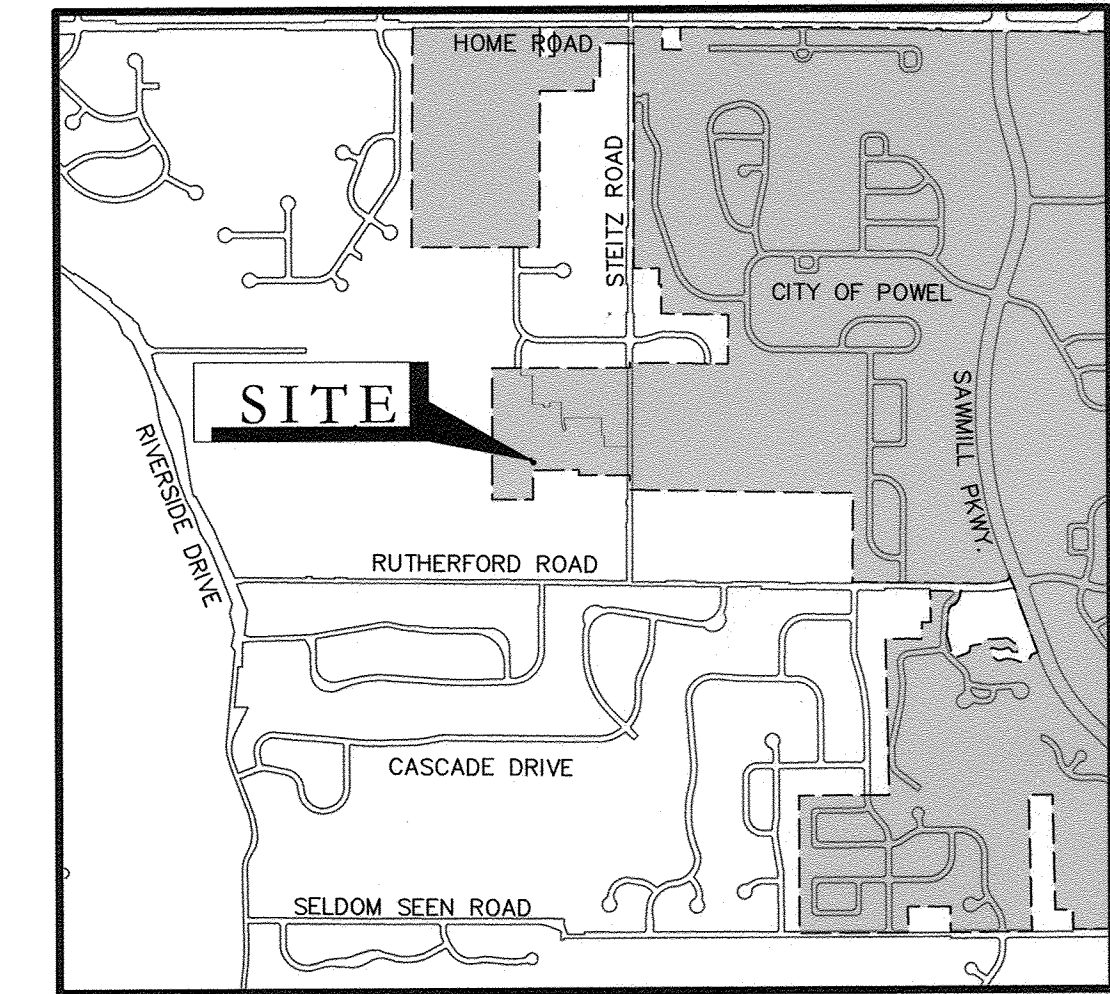 HOME ROAD
STEITZ ROAD
CITY OF POWEL
SITE
SAWMILL PKWY.
RIVERSIDE DRIVE
RUTHERFORD ROAD
CASCADE DRIVE
SELDOM SEEN ROAD